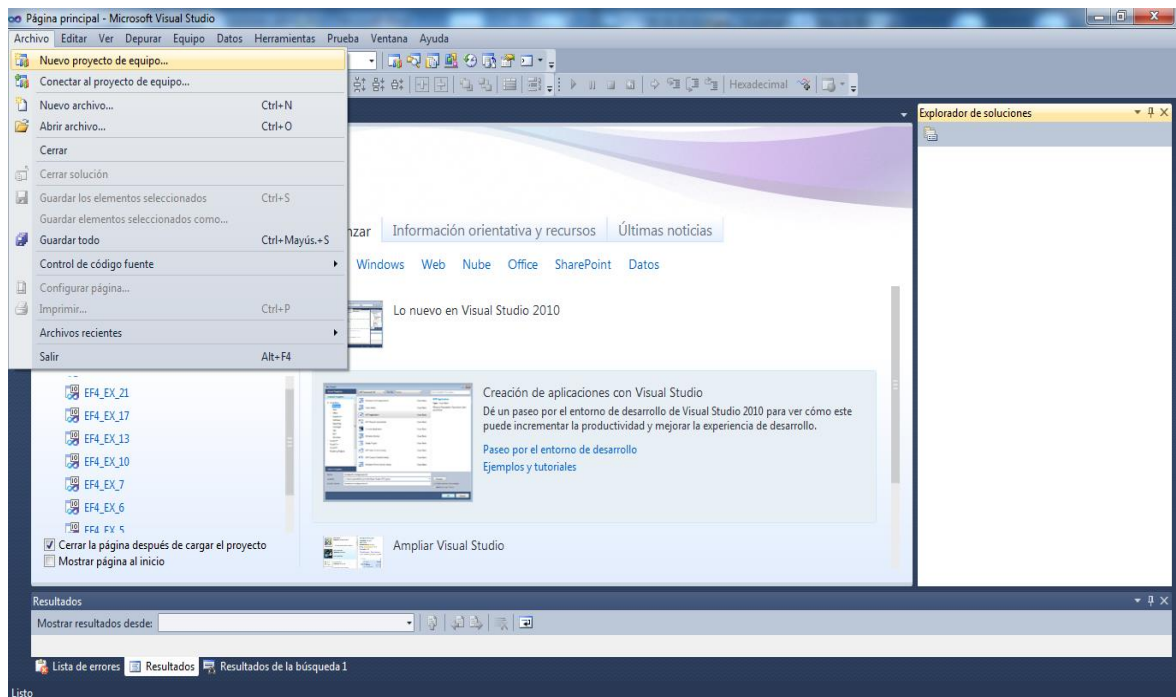 Página principal - Microsoft Visual Studio
Archivo Editar Ver Depurar Equipo Datos Herramientas Prueba Ventana Ayuda
Nuevo proyecto de equipo...
Conectar al proyecto de equipo...
Hexadecimal
Nuevo archivo... Ctrl+N
Abrir archivo... Ctrl+O
Cerrar
Cerrar solución
Guardar los elementos seleccionados Ctrl+S
Guardar elementos seleccionados como...
Guardar todo Ctrl+Mayús.+S
Control de código fuente
Configurar página...
Imprimir... Ctrl+P
Archivos recientes
Salir Alt+F4
Explorador de soluciones
nzar Información orientativa y recursos Últimas noticias
Windows Web Nube Office SharePoint Datos
Lo nuevo en Visual Studio 2010
Creación de aplicaciones con Visual Studio
Dé un paseo por el entorno de desarrollo de Visual Studio 2010 para ver cómo este
puede incrementar la productividad y mejorar la experiencia de desarrollo.
Paseo por el entorno de desarrollo
Ejemplos y tutoriales
Ampliar Visual Studio
EF4_EX_21
EF4_EX_17
EF4_EX_13
EF4_EX_10
EF4_EX_7
EF4_EX_6
EF4_EX_5
Cerrar la página después de cargar el proyecto
Mostrar página al inicio
Resultados
Mostrar resultados desde:
Lista de errores Resultados Resultados de la búsqueda 1
Listo